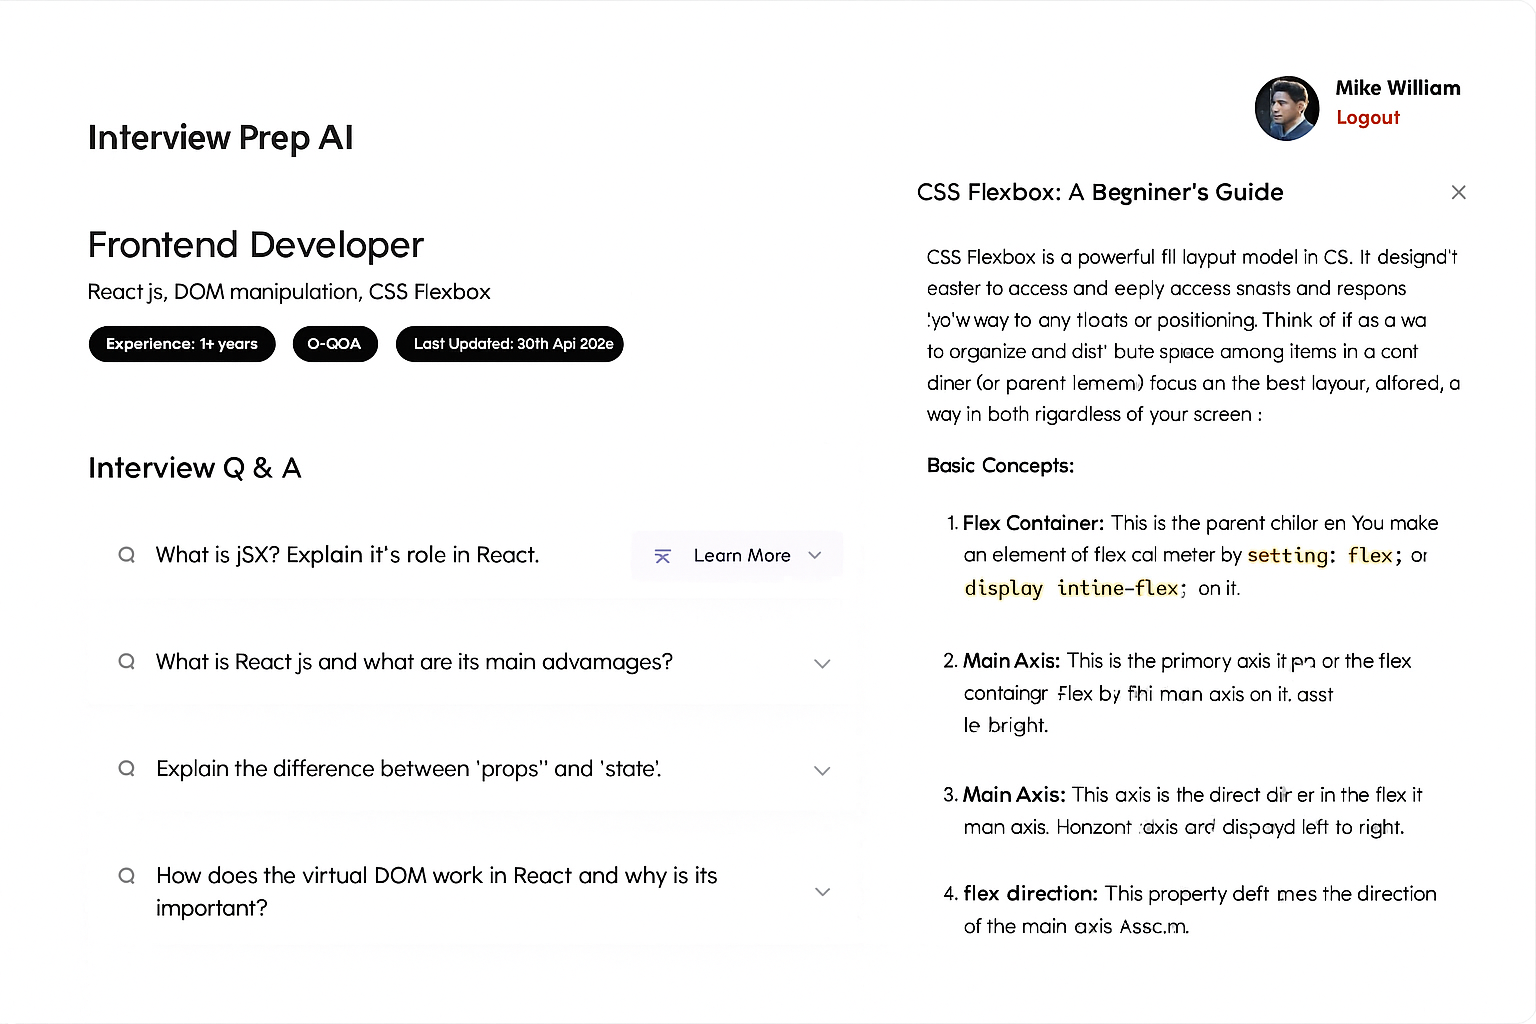 Interview Prep AI
Mike William
Logout
Frontend Developer
React js, DOM manipulation, CSS Flexbox
Experience: 1+ years
O-QOA
Last Updated: 30th Api 202e
Interview Q & A
What is jSX? Explain it's role in React.
Learn More
What is React js and what are its main advamages?
Explain the difference between 'props'' and 'state'.
How does the virtual DOM work in React and why is its
important?
CSS Flexbox: A Begniner's Guide
CSS Flexbox is a powerful fll layput model in CS. It designd't
easter to access and eeply access snasts and respons
'yo'w way to any tloats or positioning. Think of if as a wa
to organize and dist' bute space among items in a cont
diner (or parent lemem) focus an the best layour, alfored, a
way in both rigardless of your screen :
Basic Concepts:
1. Flex Container: This is the parent chilor en You make
an element of flex cal meter by setting: flex; or
display intine-flex; on it.
2. Main Axis: This is the primary axis it or the flex
containgr Flex by fhi man axis on it. asst
le bright.
3. Main Axis: This axis is the direct dir er in the flex it
man axis. Honzont axis ard dispayd left to right.
4. flex direction: This property deft mes the direction
of the main axis Assc.m.